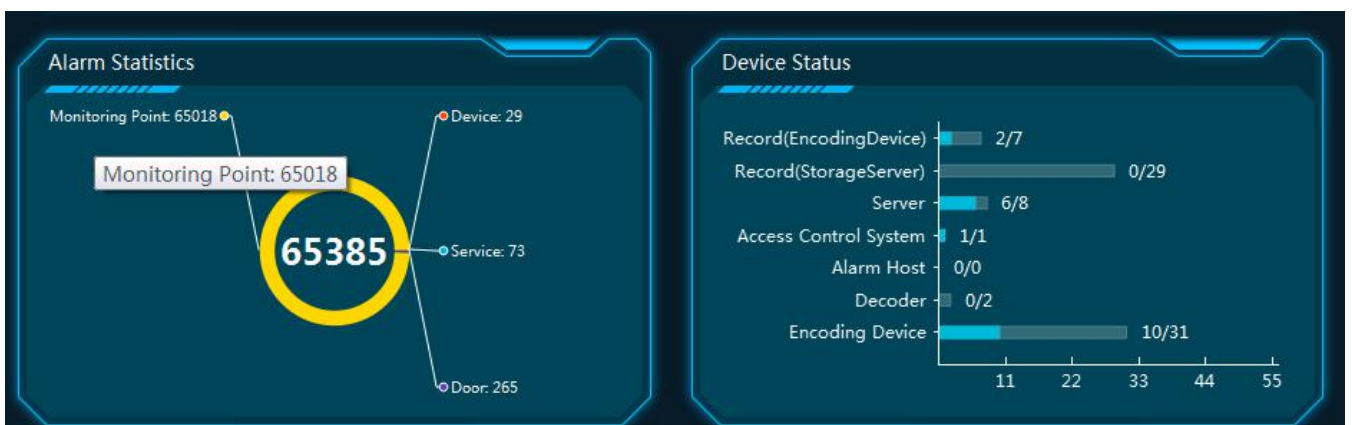 Alarm Statistics
Monitoring Point: 65018
Device: 29
Monitoring Point: 65018
65385
Service: 73
Door: 265
Device Status
Record(EncodingDevice)
2/7
Record(StorageServer)
0/29
Server
6/8
Access Control System
1/1
Alarm Host
0/0
Decoder
0/2
Encoding Device
10/31
11 22 33 44 55